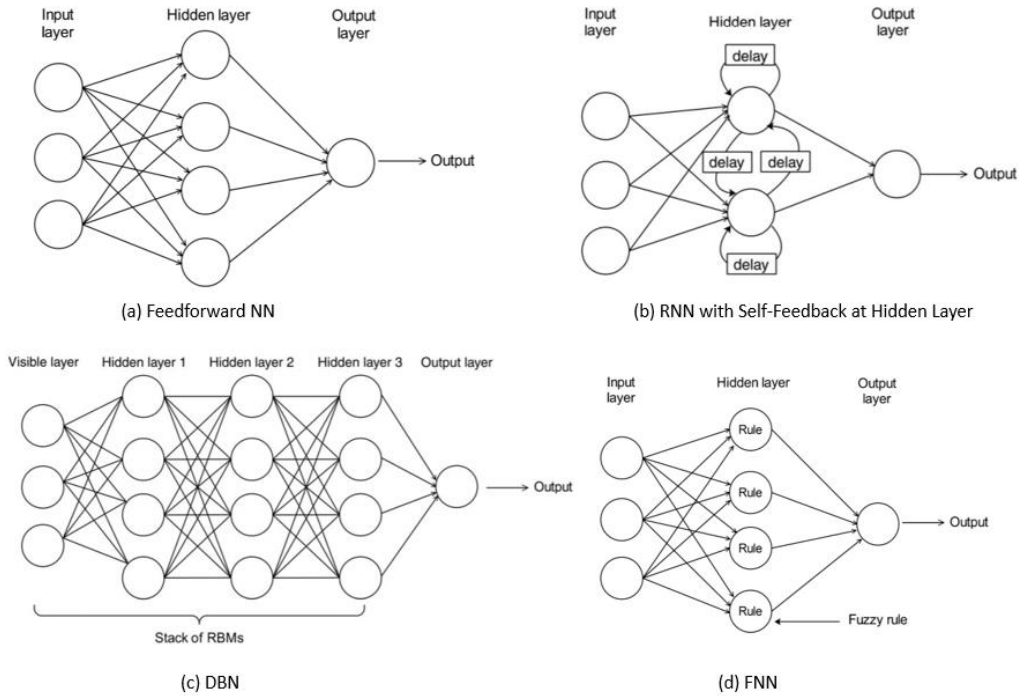 Input
layer
Hidden layer
Output
layer
Output
(a) Feedforward NN
Input
layer
Hidden layer
Output
layer
delay
delay
delay
delay
Output
(b) RNN with Self-Feedback at Hidden Layer
Visible layer
Hidden layer 1
Hidden layer 2
Hidden layer 3
Output layer
Output
Stack of RBMs
(c) DBN
Input
layer
Hidden layer
Output
layer
Rule
Rule
Rule
Rule
Output
Fuzzy rule
(d) FNN